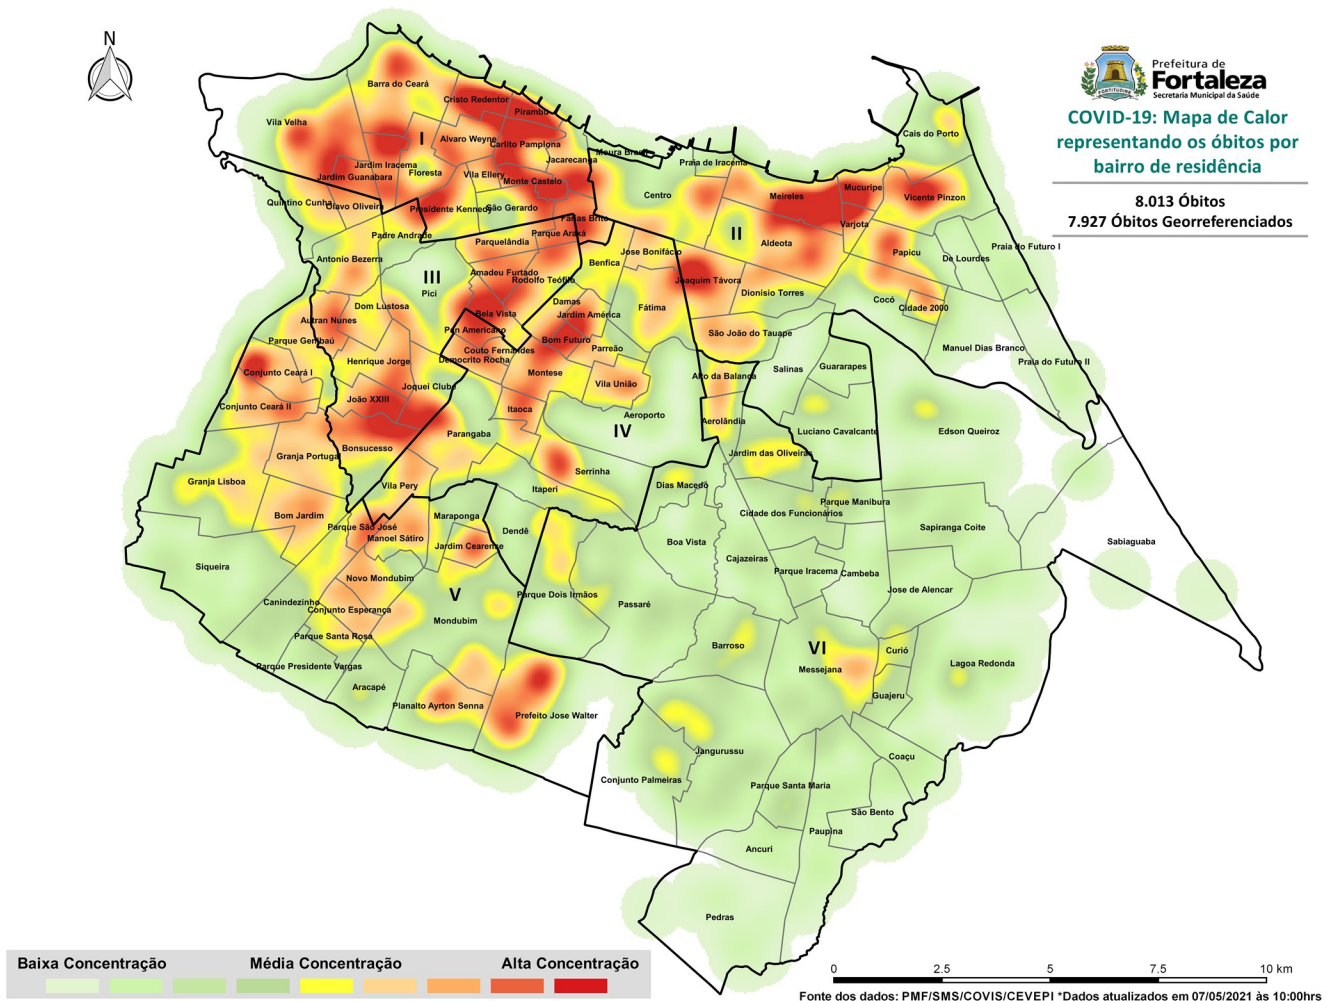 N
FORTITUDINE
Prefeitura de
Fortaleza
Secretaria Municipal da Saúde
COVID-19: Mapa de Calor
representando os óbitos por
bairro de residência
8.013 Óbitos
7.927 Óbitos Georreferenciados
Barra do Ceará
Cristo Redentor
Pirambu
Vila Velha
I
Alvaro Weyne
Carlito Pamplona
Jacarecanga
Moura Brasil
Praia de Iracema
Cais do Porto
Jardim Iracema
Floresta
Jardim Guanabara
Vila Ellery
Monte Castelo
Centro
Meireles
Mucuripe
Vicente Pinzon
Quintino Cunha
Olavo Oliveira
Presidente Kennedy
São Gerardo
Farias Brito
Varjota
Padre Andrade
Parquelândia
Parque Araxá
II
Aldeota
Praia do Futuro I
Antonio Bezerra
III
Pici
Amadeu Furtado
Rodolfo Teófilo
Benfica
Jose Bonifácio
Papicu
De Lourdes
Joaquim Távora
Dionísio Torres
Cocó
Cidade 2000
Dom Lustosa
Damas
Jardim América
Fátima
Bela Vista
Autran Nunes
Pan Americano
Bom Futuro
São João do Tauape
Parque Genibaú
Couto Fernandes
Parreão
Manuel Dias Branco
Henrique Jorge
Democrito Rocha
Praia do Futuro II
Conjunto Ceará I
Montese
Salinas
Guararapes
Alto da Balança
Joquei Clube
Vila União
João XXIII
Conjunto Ceará II
Itaoca
Aeroporto
Aerolândia
IV
Luciano Cavalcante
Edson Queiroz
Parangaba
Bonsucesso
Granja Portugal
Jardim das Oliveiras
Serrinha
Granja Lisboa
Vila Pery
Itaperi
Dias Macedo
Parque Manibura
Cidade dos Funcionários
Bom Jardim
Maraponga
Parque São José
Manoel Sátiro
Dendê
Sapiranga Coite
Jardim Cearense
Boa Vista
Sabiaguaba
Siqueira
Cajazeiras
Parque Iracema
Cambeba
Novo Mondubim
Jose de Alencar
V
Parque Dois Irmãos
Canindezinho
Conjunto Esperança
Passaré
Mondubim
Parque Santa Rosa
Barroso
VI
Curió
Parque Presidente Vargas
Messejana
Lagoa Redonda
Aracapé
Guajeru
Planalto Ayrton Senna
Prefeito Jose Walter
Jangurussu
Coaçu
Conjunto Palmeiras
Parque Santa Maria
São Bento
Paupina
Ancuri
Pedras
Baixa Concentração
Média Concentração
Alta Concentração
0 2.5 5 7.5 10 km
Fonte dos dados: PMF/SMS/COVIS/CEVEPI *Dados atualizados em 07/05/2021 às 10:00hrs